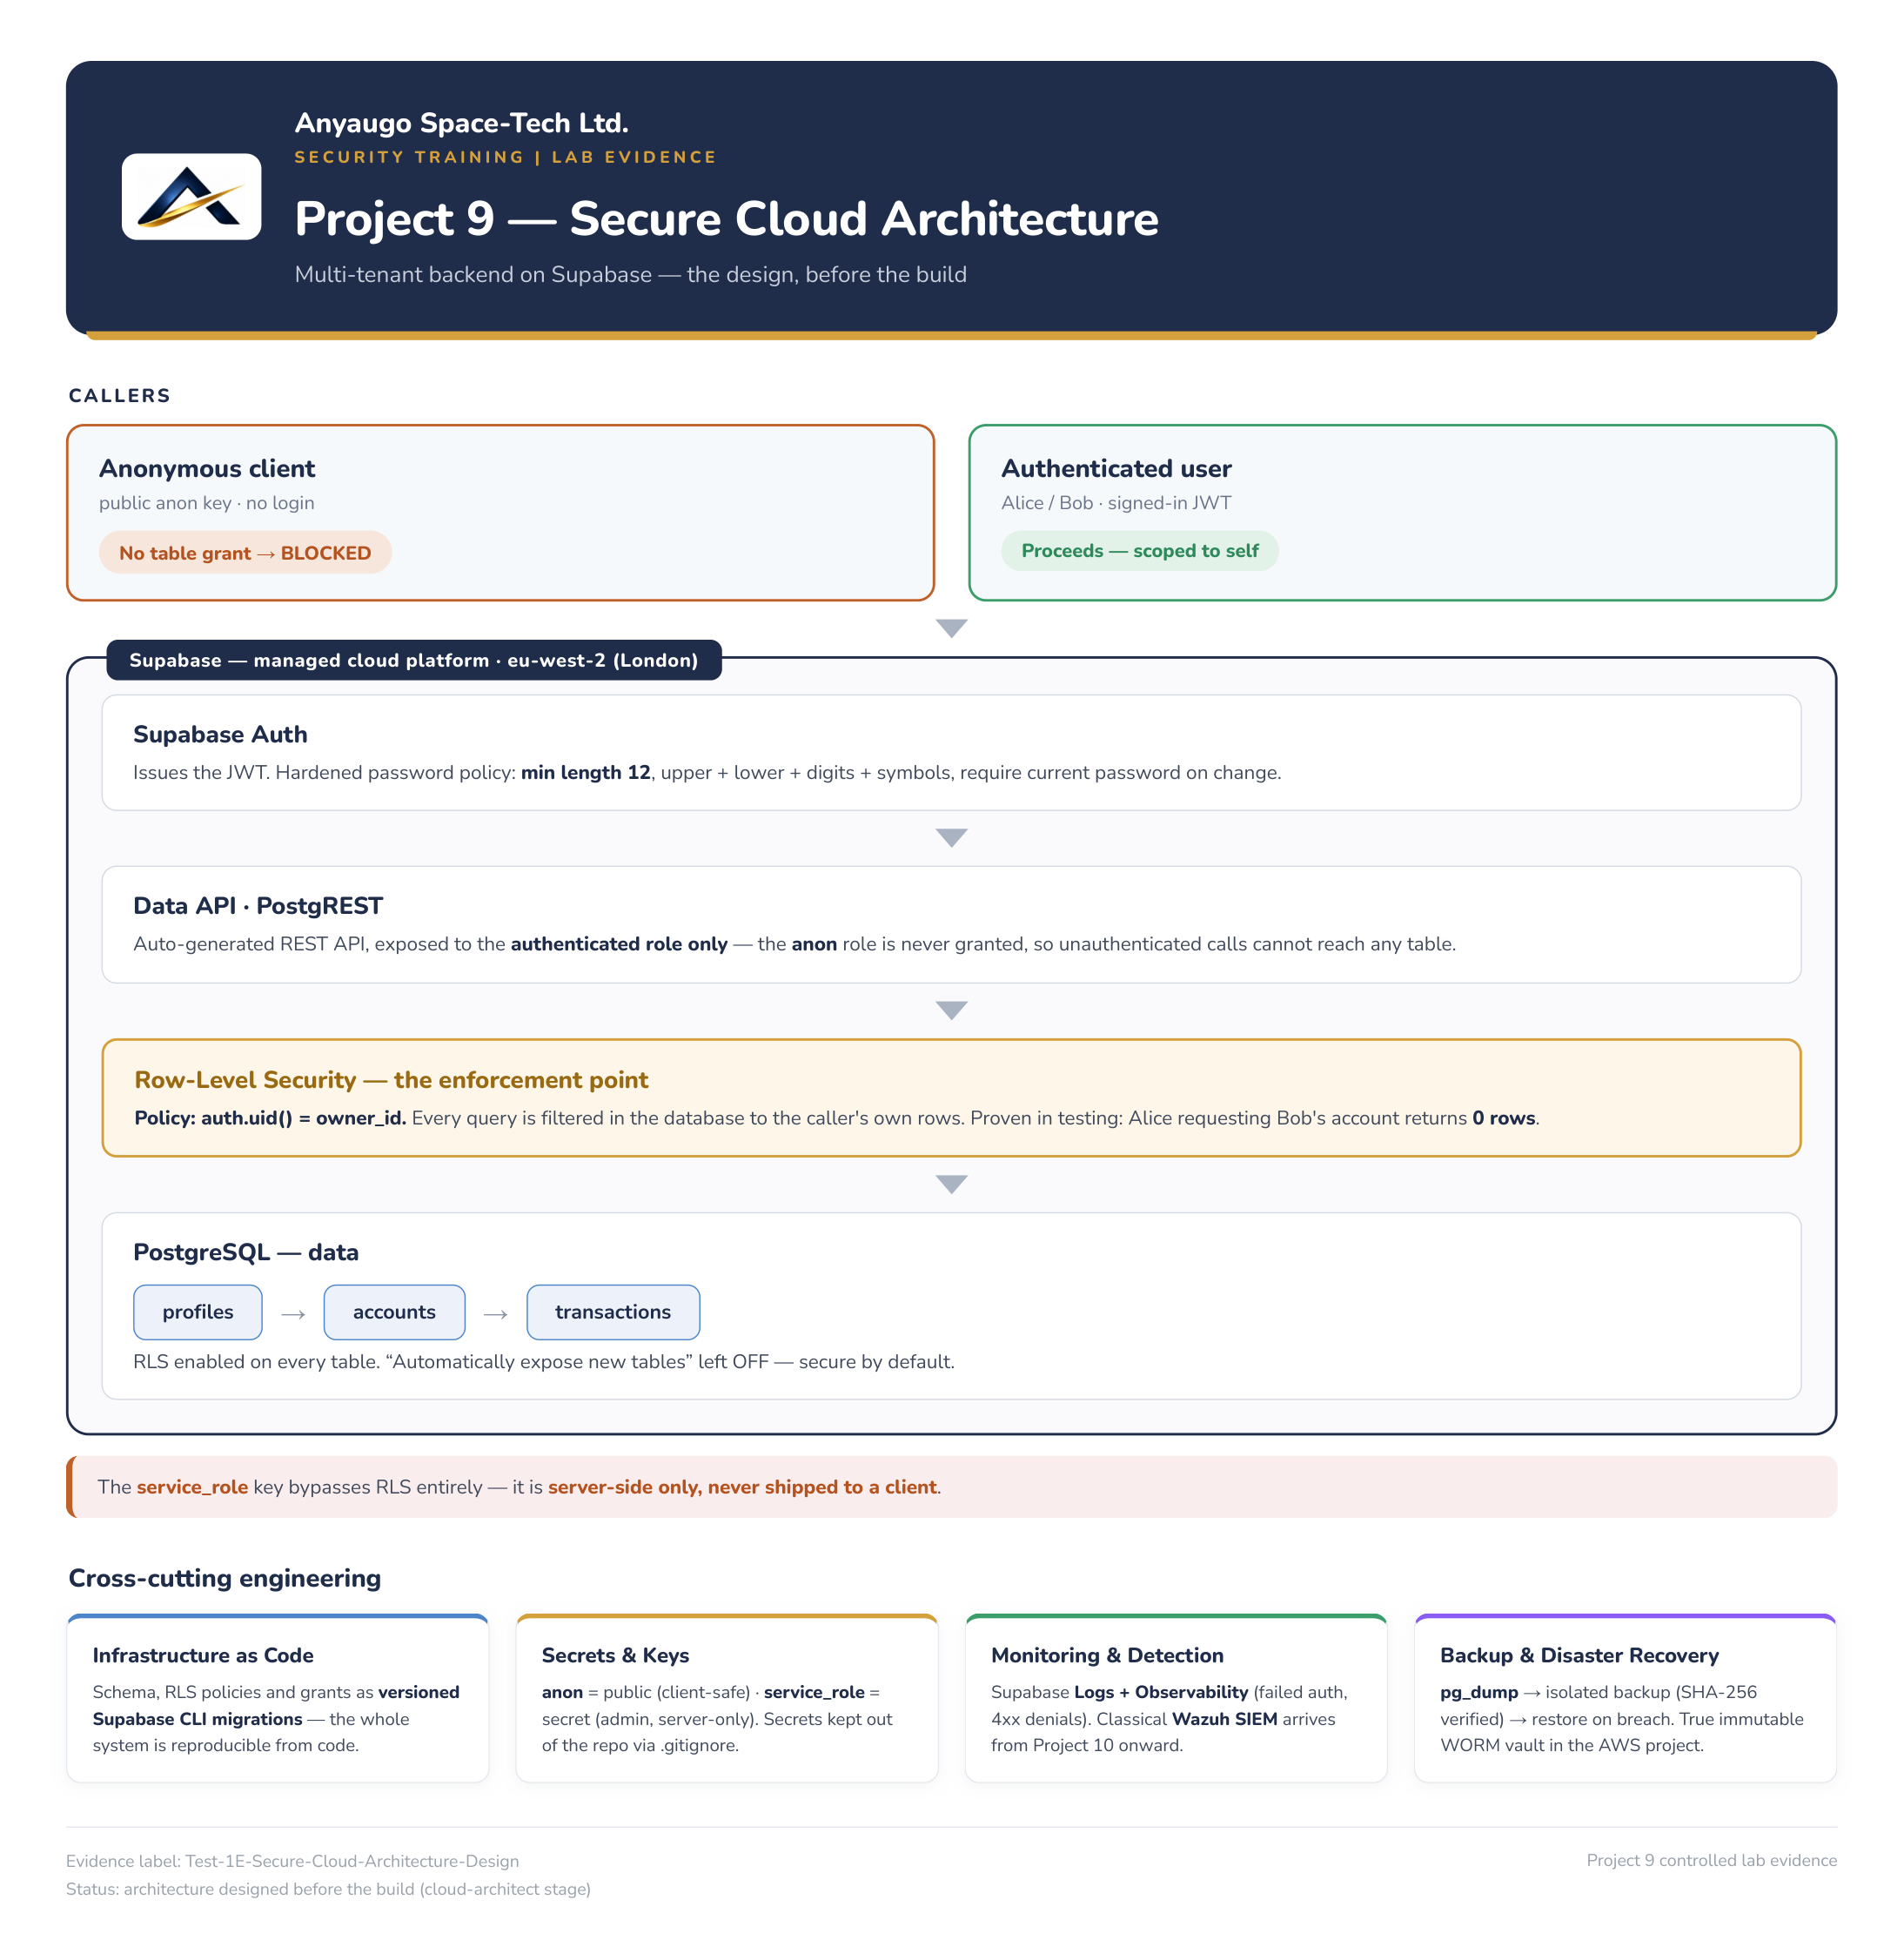 Anyaugo Space-Tech Ltd.
SECURITY TRAINING | LAB EVIDENCE
Project 9 — Secure Cloud Architecture
Multi-tenant backend on Supabase — the design, before the build
CALLERS
Anonymous client
public anon key · no login
No table grant → BLOCKED
Authenticated user
Alice / Bob · signed-in JWT
Proceeds — scoped to self
Supabase — managed cloud platform · eu-west-2 (London)
Supabase Auth
Issues the JWT. Hardened password policy: min length 12, upper + lower + digits + symbols, require current password on change.
Data API · PostgREST
Auto-generated REST API, exposed to the authenticated role only — the anon role is never granted, so unauthenticated calls cannot reach any table.
Row-Level Security — the enforcement point
Policy: auth.uid() = owner_id. Every query is filtered in the database to the caller's own rows. Proven in testing: Alice requesting Bob's account returns 0 rows.
PostgreSQL — data
profiles → accounts → transactions
RLS enabled on every table. “Automatically expose new tables” left OFF — secure by default.
The service_role key bypasses RLS entirely — it is server-side only, never shipped to a client.
Cross-cutting engineering
Infrastructure as Code
Schema, RLS policies and grants as versioned
Supabase CLI migrations — the whole
system is reproducible from code.
Secrets & Keys
anon = public (client-safe) · service_role =
secret (admin, server-only). Secrets kept out
of the repo via .gitignore.
Monitoring & Detection
Supabase Logs + Observability (failed auth,
4xx denials). Classical Wazuh SIEM arrives
from Project 10 onward.
Backup & Disaster Recovery
pg_dump → isolated backup (SHA-256
verified) → restore on breach. True immutable
WORM vault in the AWS project.
Evidence label: Test-1E-Secure-Cloud-Architecture-Design
Status: architecture designed before the build (cloud-architect stage)
Project 9 controlled lab evidence